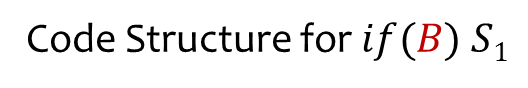 Code Structure for if(B) S₁